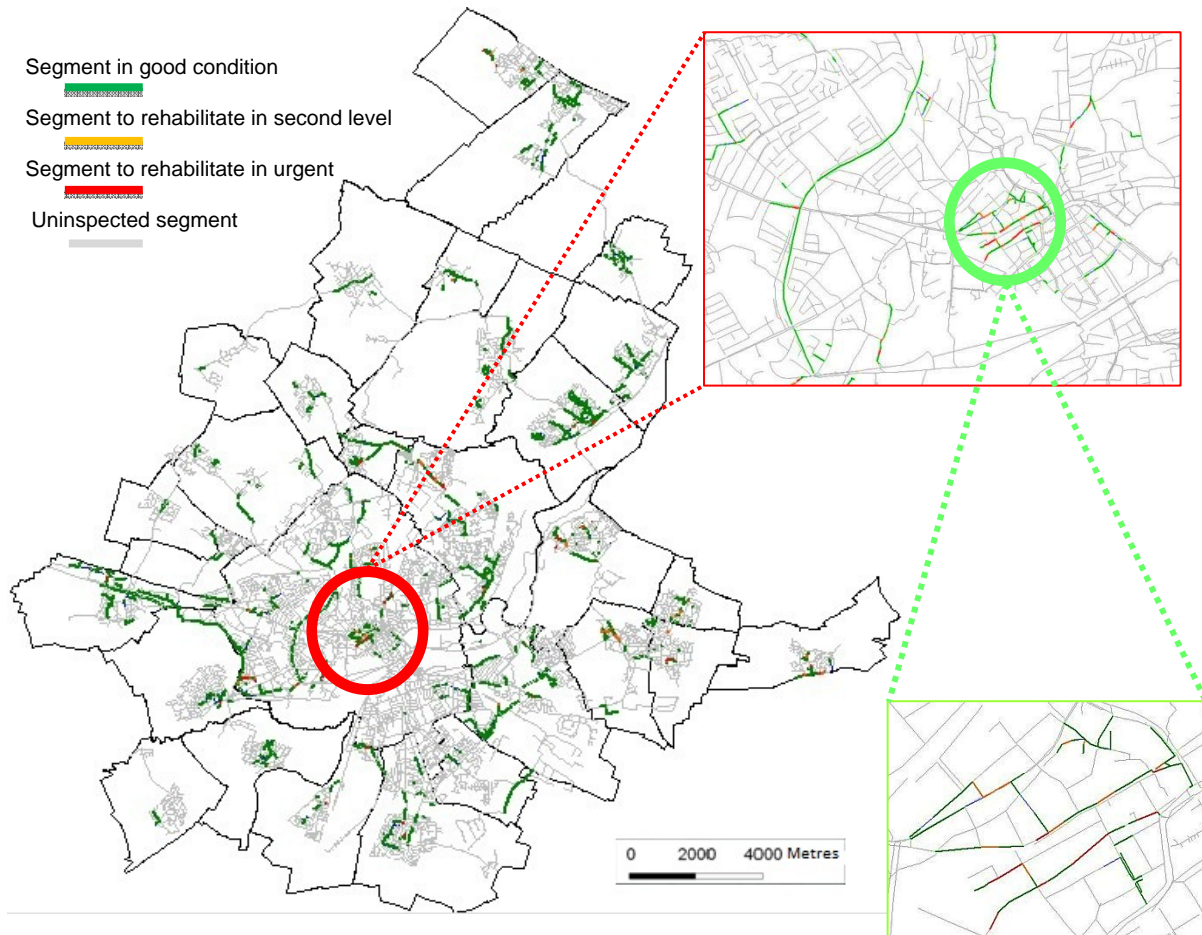 Segment in good condition
Segment to rehabilitate in second level
Segment to rehabilitate in urgent
Uninspected segment
0 2000 4000 Metres